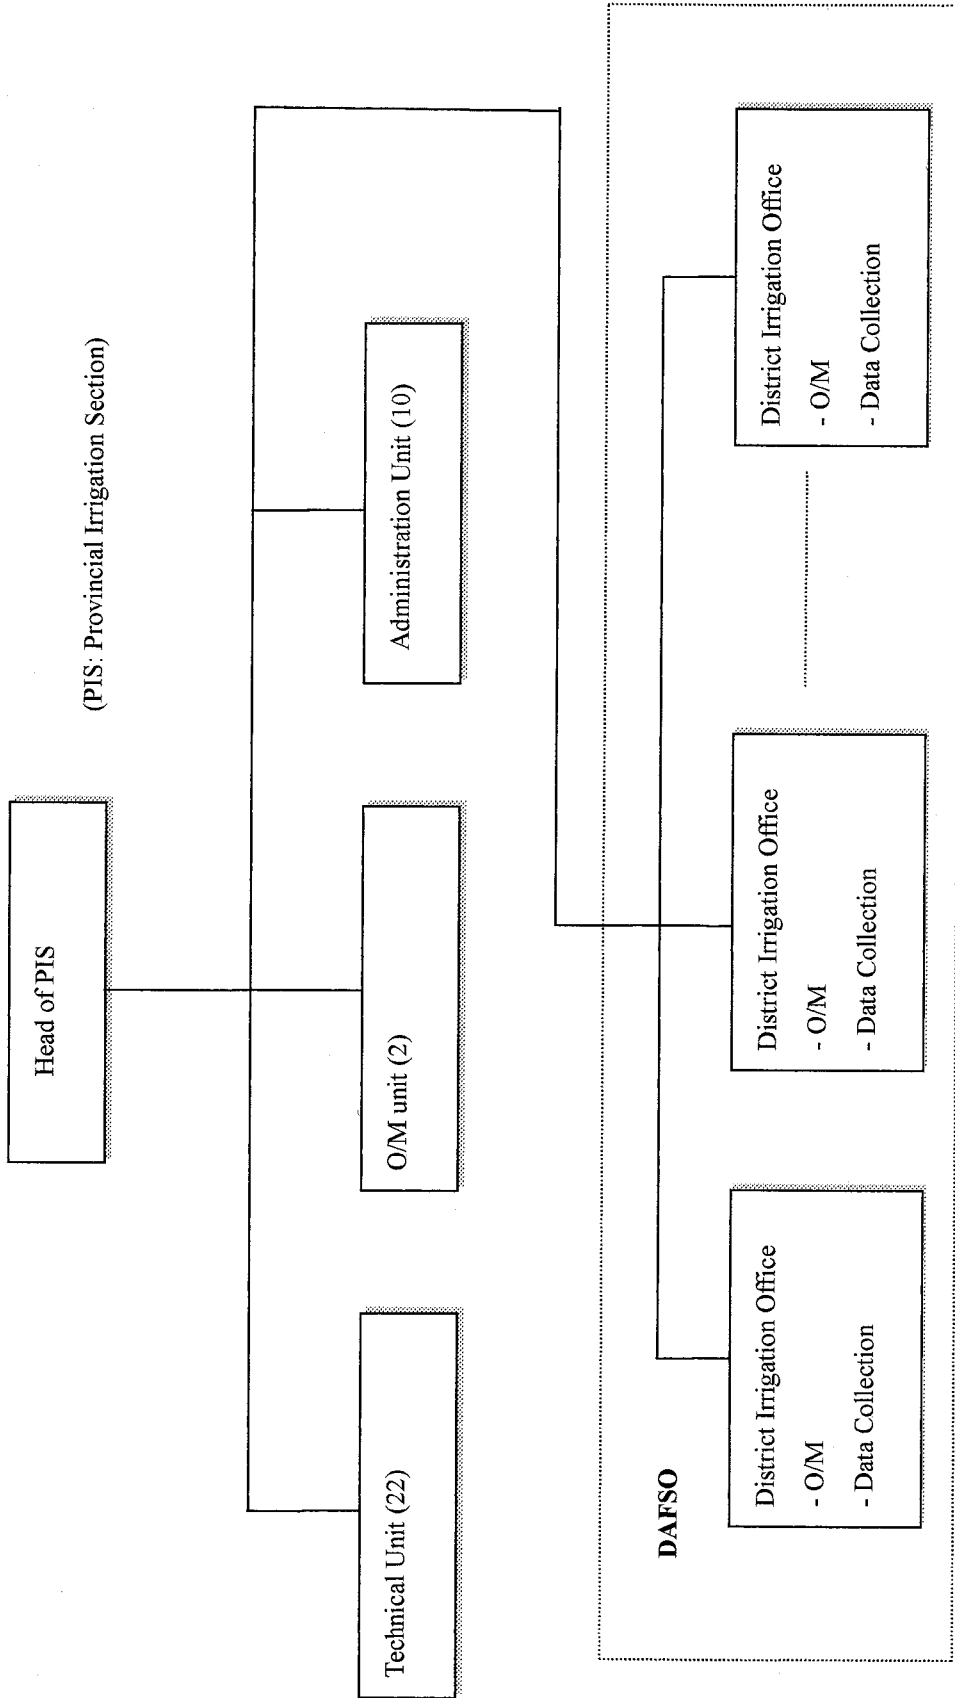 Head of PIS
(PIS: Provincial Irrigation Section)
Technical Unit (22)
O/M unit (2)
Administration Unit (10)
DAFSO
District Irrigation Office
- O/M
- Data Collection
District Irrigation Office
- O/M
- Data Collection
District Irrigation Office
- O/M
- Data Collection